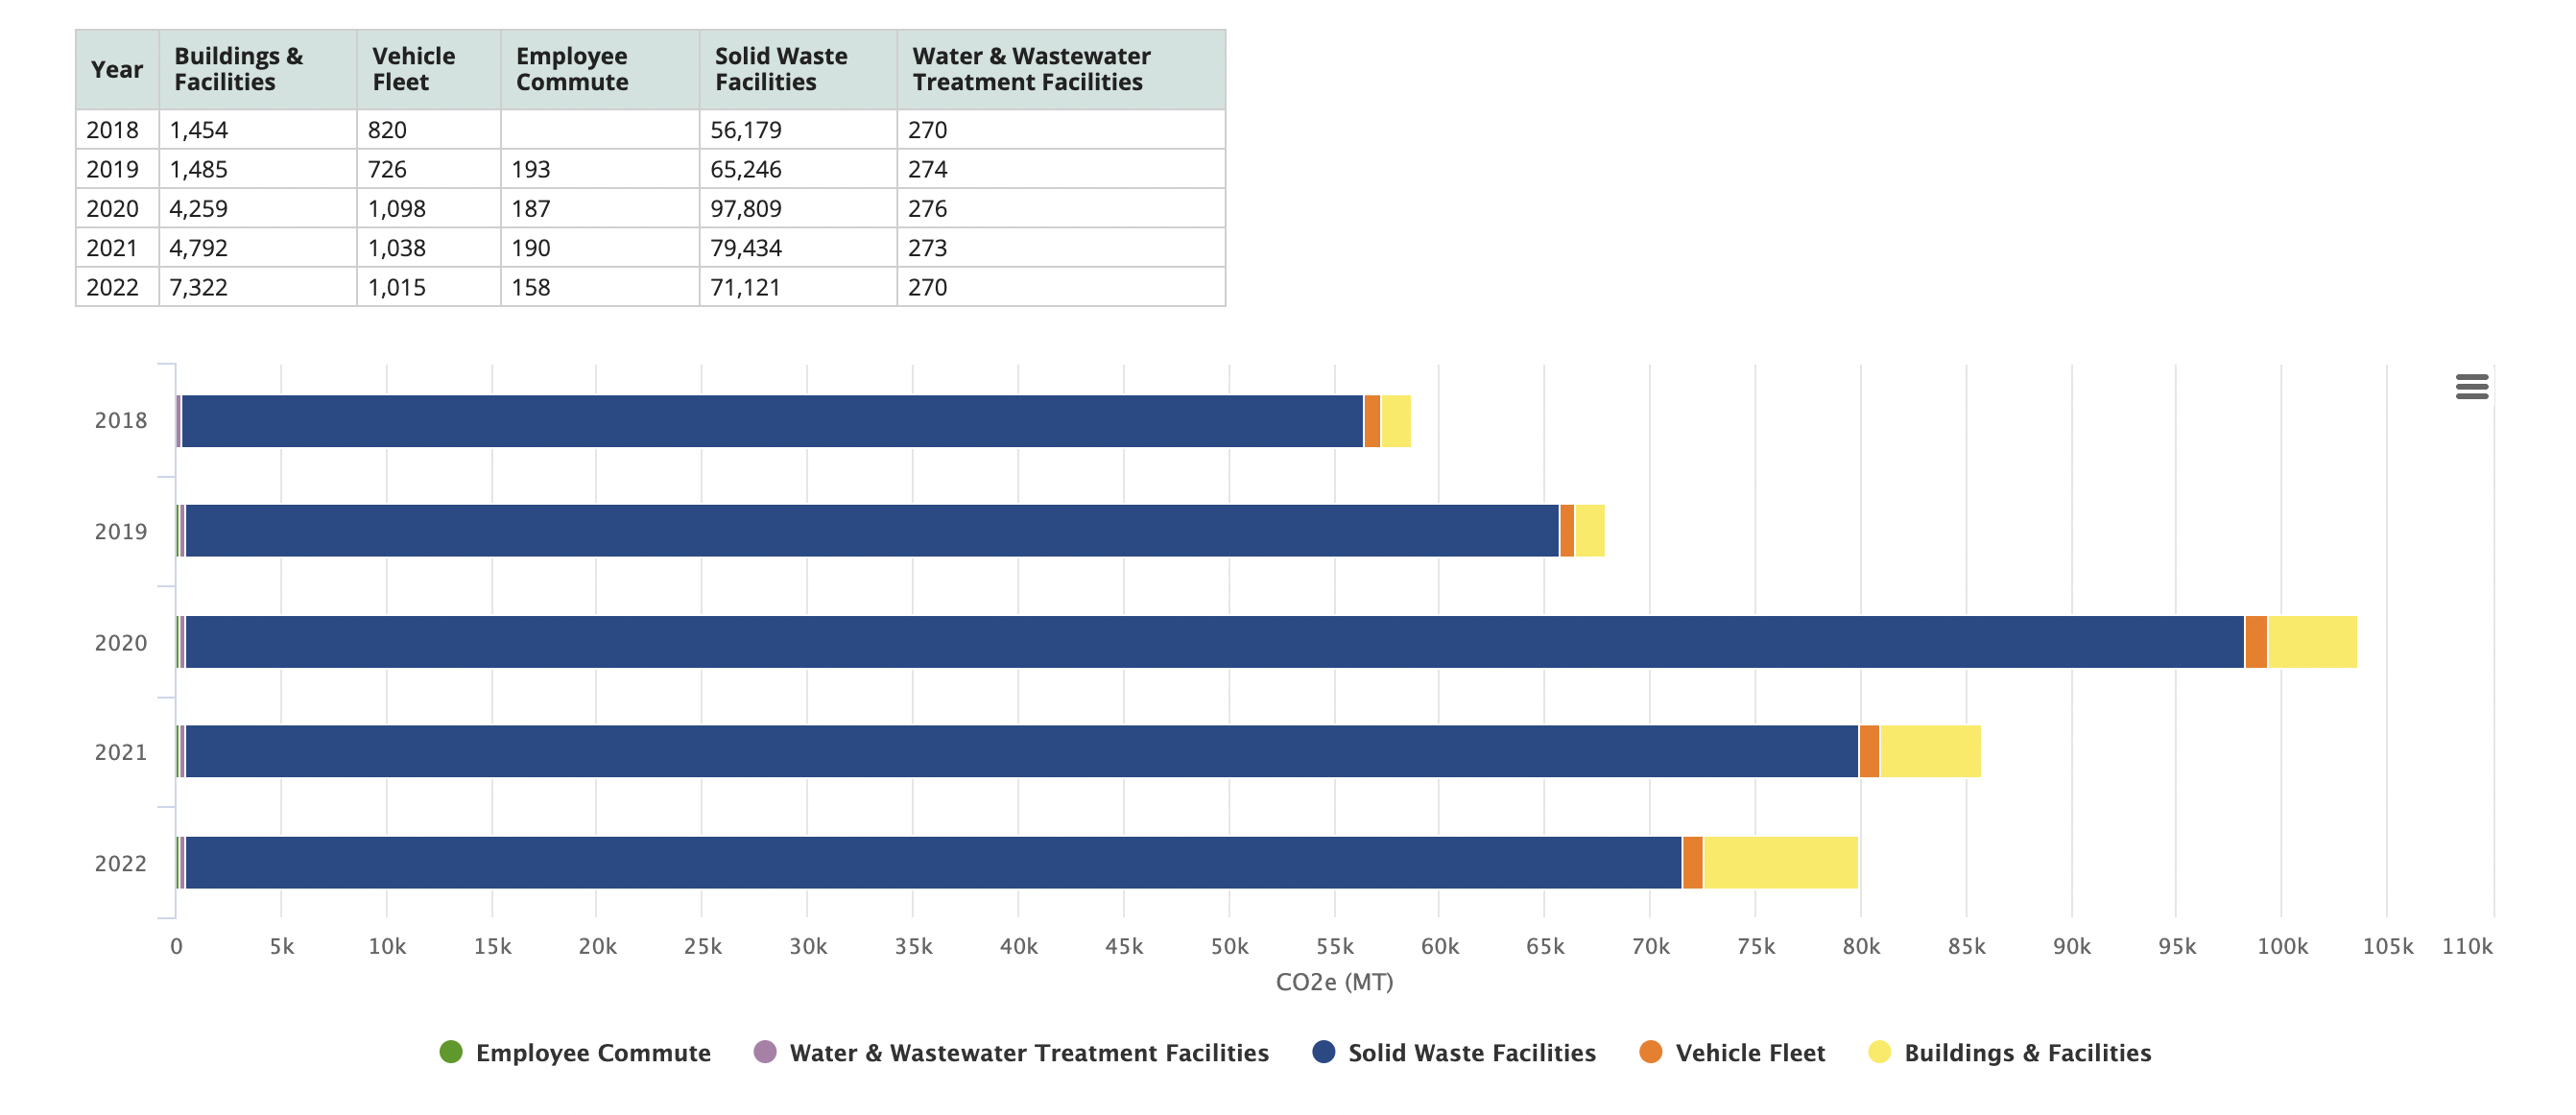 Year Buildings & Facilities Vehicle Fleet Employee Commute Solid Waste Facilities Water & Wastewater Treatment Facilities
2018 1,454 820 56,179 270
2019 1,485 726 193 65,246 274
2020 4,259 1,098 187 97,809 276
2021 4,792 1,038 190 79,434 273
2022 7,322 1,015 158 71,121 270
2018
2019
2020
2021
2022
0 5k 10k 15k 20k 25k 30k 35k 40k 45k 50k 55k 60k 65k 70k 75k 80k 85k 90k 95k 100k 105k 110k
CO2e (MT)
Employee Commute Water & Wastewater Treatment Facilities Solid Waste Facilities Vehicle Fleet Buildings & Facilities